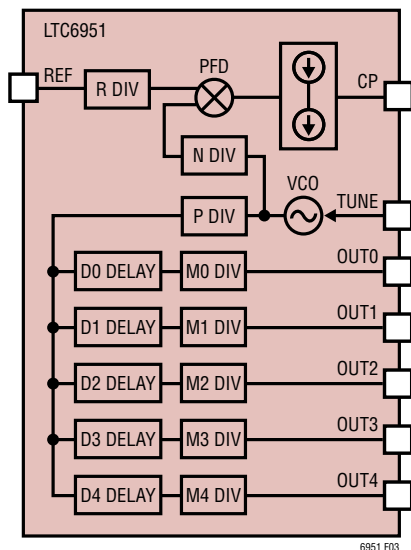 LTC6951
REF
R DIV
PFD
CP
N DIV
VCO
TUNE
P DIV
OUT0
D0 DELAY
M0 DIV
OUT1
D1 DELAY
M1 DIV
OUT2
D2 DELAY
M2 DIV
OUT3
D3 DELAY
M3 DIV
OUT4
D4 DELAY
M4 DIV
6951 F03